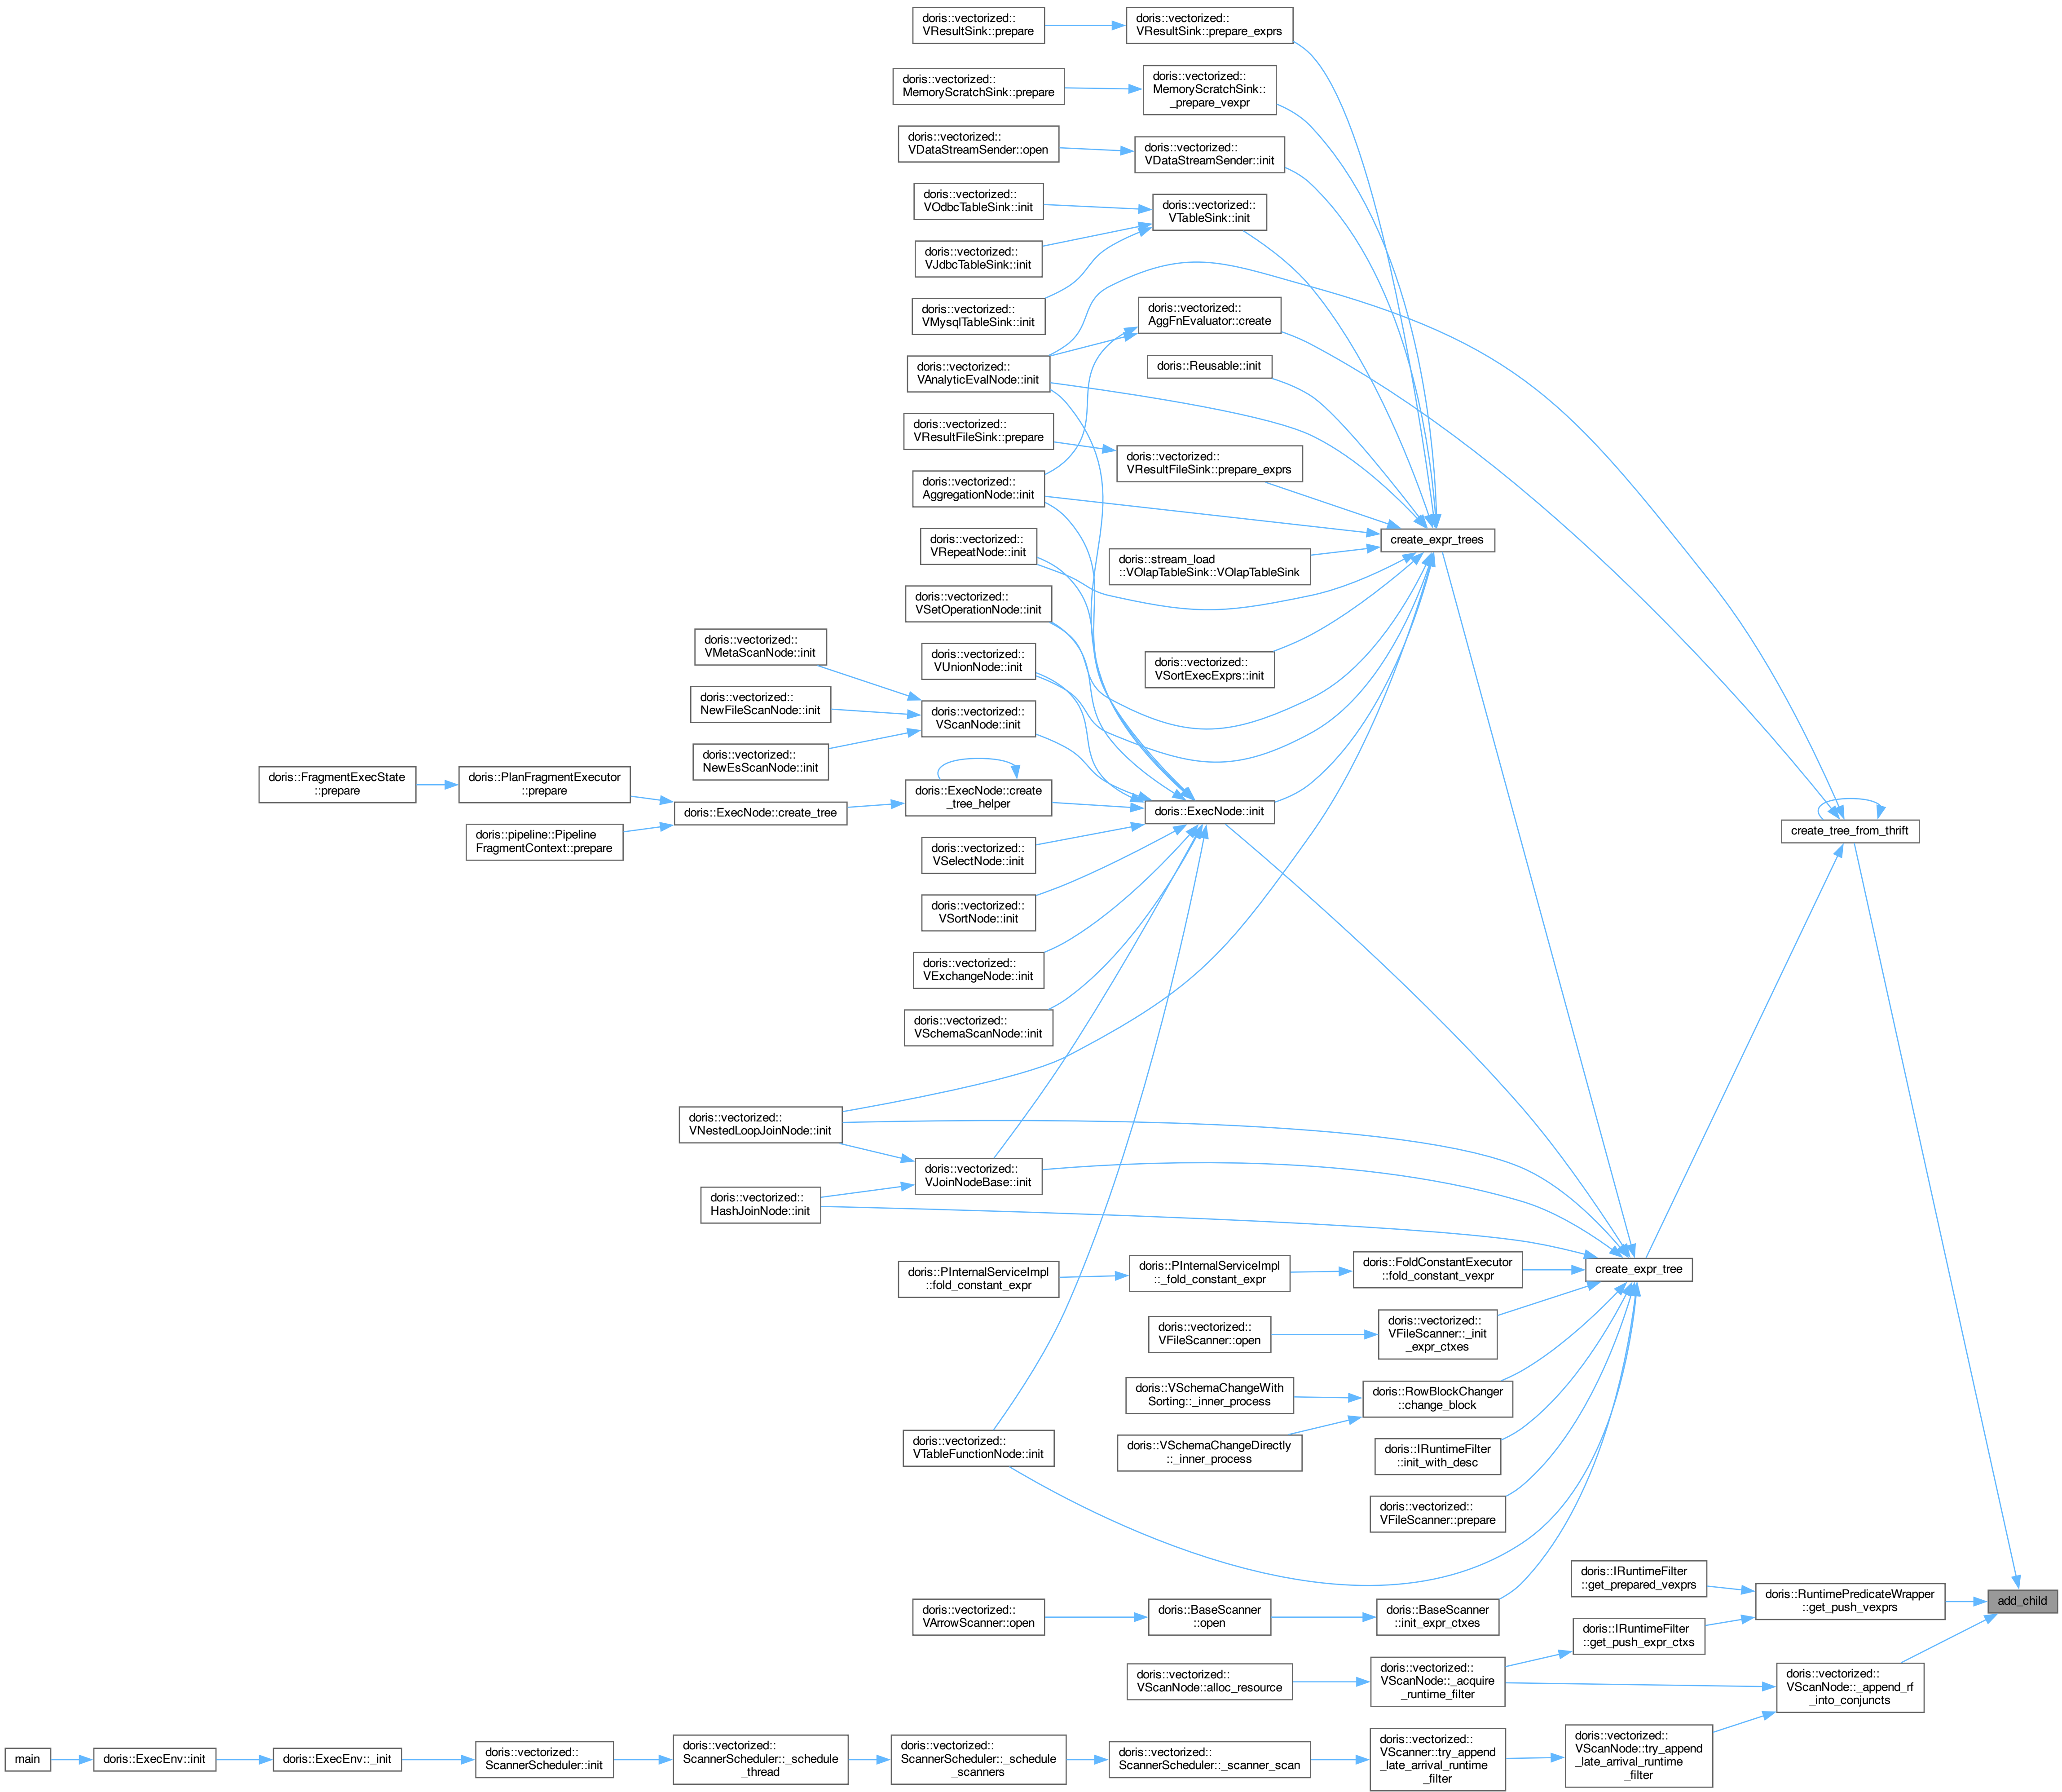 doris::vectorized::
VResultSink::prepare
doris::vectorized::
VResultSink::prepare_exprs
doris::vectorized::
MemoryScratchSink::prepare
doris::vectorized::
MemoryScratchSink::
_prepare_vexpr
doris::vectorized::
VDataStreamSender::open
doris::vectorized::
VDataStreamSender::init
doris::vectorized::
VOdbcTableSink::init
doris::vectorized::
VTableSink::init
doris::vectorized::
VJdbcTableSink::init
doris::vectorized::
VMysqlTableSink::init
doris::vectorized::
AggFnEvaluator::create
doris::vectorized::
VAnalyticEvalNode::init
doris::Reusable::init
doris::vectorized::
VResultFileSink::prepare
doris::vectorized::
VResultFileSink::prepare_exprs
doris::vectorized::
AggregationNode::init
doris::vectorized::
VRepeatNode::init
create_expr_trees
doris::stream_load
::VOlapTableSink::VOlapTableSink
doris::vectorized::
VSetOperationNode::init
doris::vectorized::
VMetaScanNode::init
doris::vectorized::
VUnionNode::init
doris::vectorized::
VSortExecExprs::init
doris::vectorized::
NewFileScanNode::init
doris::vectorized::
VScanNode::init
doris::vectorized::
NewEsScanNode::init
doris::FragmentExecState
::prepare
doris::PlanFragmentExecutor
::prepare
doris::ExecNode::create
_tree_helper
doris::ExecNode::create_tree
doris::ExecNode::init
create_tree_from_thrift
doris::pipeline::Pipeline
FragmentContext::prepare
doris::vectorized::
VSelectNode::init
doris::vectorized::
VSortNode::init
doris::vectorized::
VExchangeNode::init
doris::vectorized::
VSchemaScanNode::init
doris::vectorized::
VNestedLoopJoinNode::init
doris::vectorized::
VJoinNodeBase::init
doris::vectorized::
HashJoinNode::init
doris::PInternalServiceImpl
::fold_constant_expr
doris::PInternalServiceImpl
::_fold_constant_expr
doris::FoldConstantExecutor
::fold_constant_vexpr
create_expr_tree
doris::vectorized::
VFileScanner::open
doris::vectorized::
VFileScanner::_init
_expr_ctxes
doris::VSchemaChangeWith
Sorting::_inner_process
doris::RowBlockChanger
::change_block
doris::vectorized::
VTableFunctionNode::init
doris::VSchemaChangeDirectly
::_inner_process
doris::IRuntimeFilter
::init_with_desc
doris::vectorized::
VFileScanner::prepare
doris::IRuntimeFilter
::get_prepared_vexprs
doris::RuntimePredicateWrapper
::get_push_vexprs
add_child
doris::vectorized::
VArrowScanner::open
doris::BaseScanner
::open
doris::BaseScanner
::init_expr_ctxes
doris::IRuntimeFilter
::get_push_expr_ctxs
doris::vectorized::
VScanNode::alloc_resource
doris::vectorized::
VScanNode::_acquire
_runtime_filter
doris::vectorized::
VScanNode::_append_rf
_into_conjuncts
main
doris::ExecEnv::init
doris::ExecEnv::_init
doris::vectorized::
ScannerScheduler::init
doris::vectorized::
ScannerScheduler::_schedule
_thread
doris::vectorized::
ScannerScheduler::_schedule
_scanners
doris::vectorized::
ScannerScheduler::_scanner_scan
doris::vectorized::
VScanner::try_append
_late_arrival_runtime
_filter
doris::vectorized::
VScanNode::try_append
_late_arrival_runtime
_filter